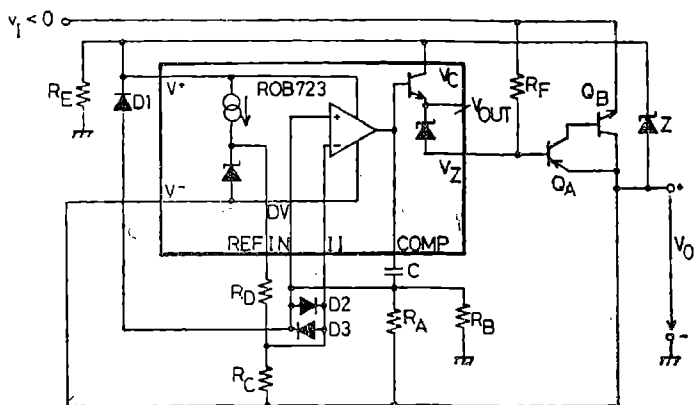 v_I < 0
R_E
D1
V+
ROB723
V_C
R_F
Q_B
V_OUT
Z
V_Z
Q_A
V-
DV
REF IN II COMP
+
V_O
-
C
R_D
D2
D3
R_A
R_B
R_C